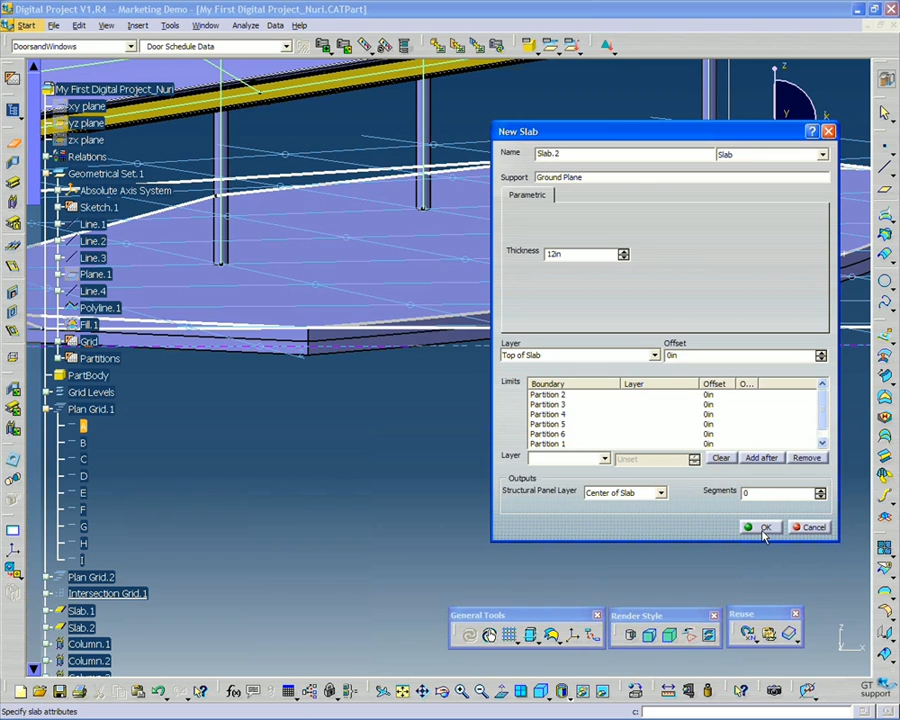 Digital Project V1,R4 - Marketing Demo - [My First Digital Project_Nuri.CATPart]
Start File Edit View Insert Tools Window Analyze Data Help
DoorsandWindows Door Schedule Data
My First Digital Project_Nuri
xy plane
yz plane
zx plane
Relations
Geometrical Set.1
Absolute Axis System
Sketch.1
Line.1
Line.2
Line.3
Plane.1
Line.4
Polyline.1
Fill.1
Grid
Partitions
PartBody
Grid Levels
Plan Grid.1
A
B
C
D
E
F
G
H
I
Plan Grid.2
Intersection Grid.1
Slab.1
Slab.2
Column.1
Column.2
z
y
New Slab
Name Slab.2 Slab
Support Ground Plane
Parametric
Thickness 12in
Layer Offset
Top of Slab 0in
Limits Boundary Layer Offset O...
Partition 2 0in
Partition 3 0in
Partition 4 0in
Partition 5 0in
Partition 6 0in
Partition 1 0in
Layer Unset Clear Add after Remove
Outputs
Structural Panel Layer Center of Slab Segments 0
OK Cancel
General Tools Render Style Reuse
z
x
GT support
Specify slab attributes c: